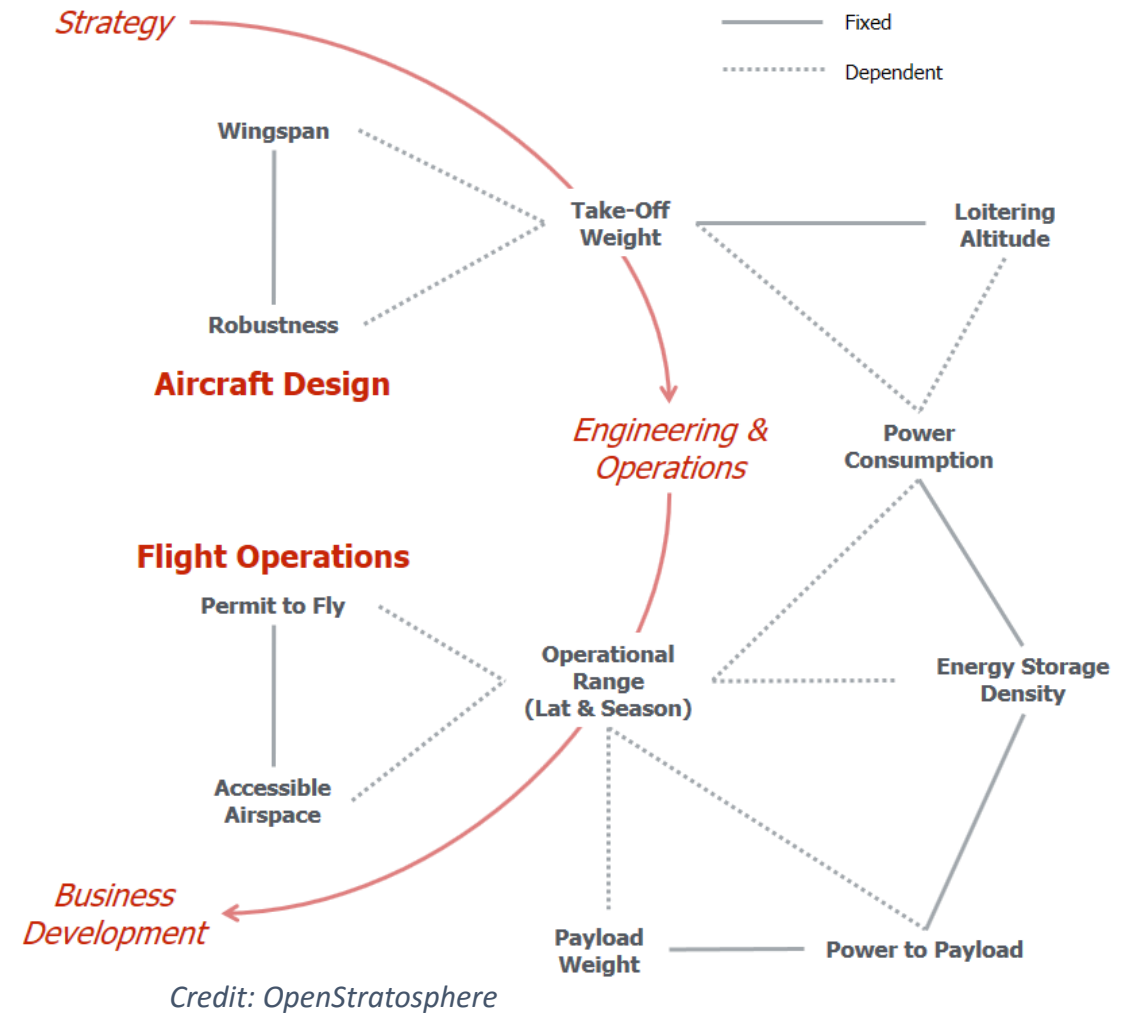 Strategy
Fixed
Dependent
Wingspan
Take-Off
Weight
Loitering
Altitude
Robustness
Aircraft Design
Engineering &
Operations
Power
Consumption
Flight Operations
Permit to Fly
Operational
Range
(Lat & Season)
Energy Storage
Density
Accessible
Airspace
Business
Development
Payload
Weight
Power to Payload
Credit: OpenStratosphere